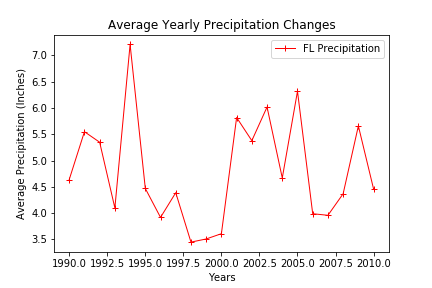 Average Yearly Precipitation Changes
FL Precipitation
7.0
6.5
6.0
5.5
5.0
4.5
4.0
3.5
Average Precipitation (Inches)
1990.0 1992.5 1995.0 1997.5 2000.0 2002.5 2005.0 2007.5 2010.0
Years